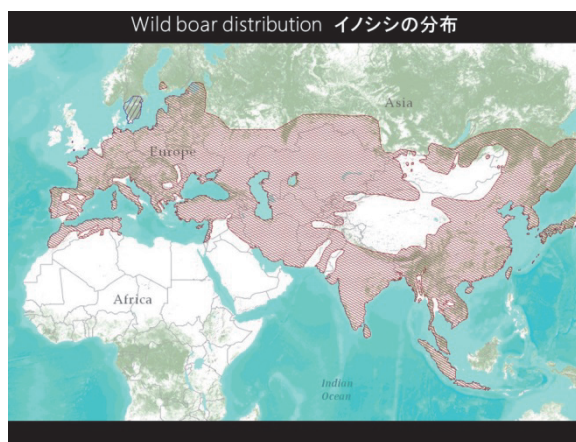 Wild boar distribution イノシシの分布
Asia
Europe
Africa
Indian
Ocean